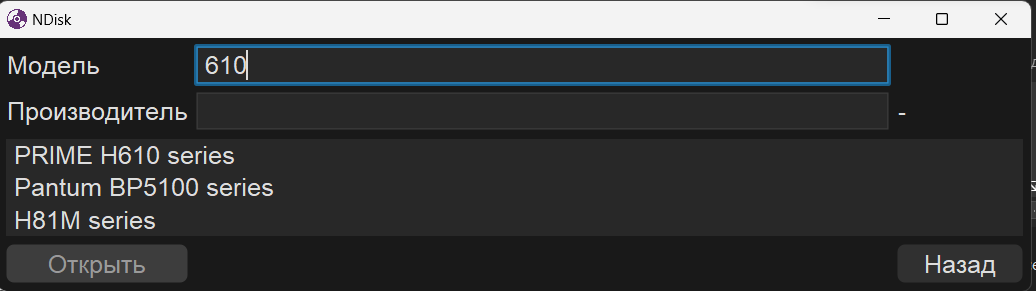 NDisk
Модель 610
Производитель -
PRIME H610 series
Pantum BP5100 series
H81M series
Открыть Назад